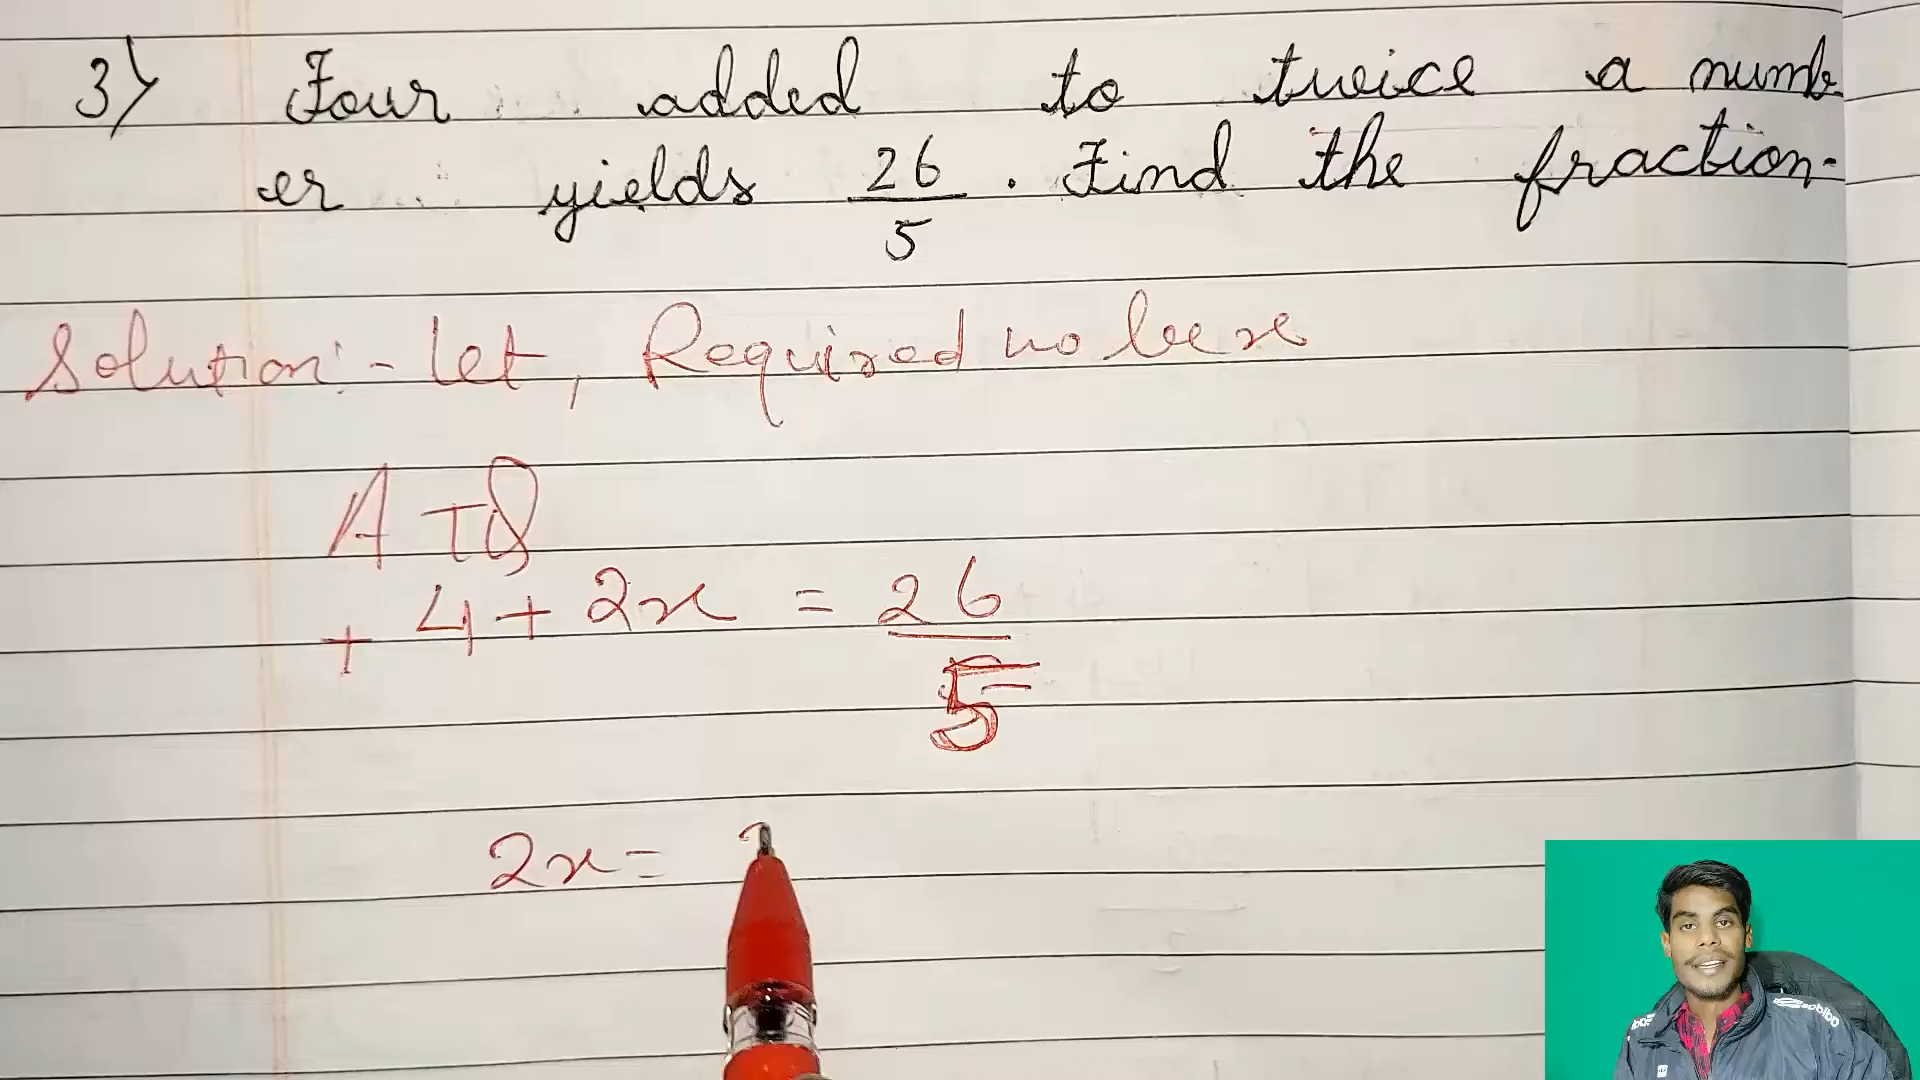 3) Four added to twice a numb
er yields 26/5 . Find the fraction-
Solution:- Let, Required no be x
ATQ
+ 4 + 2x = 26/5
2x =